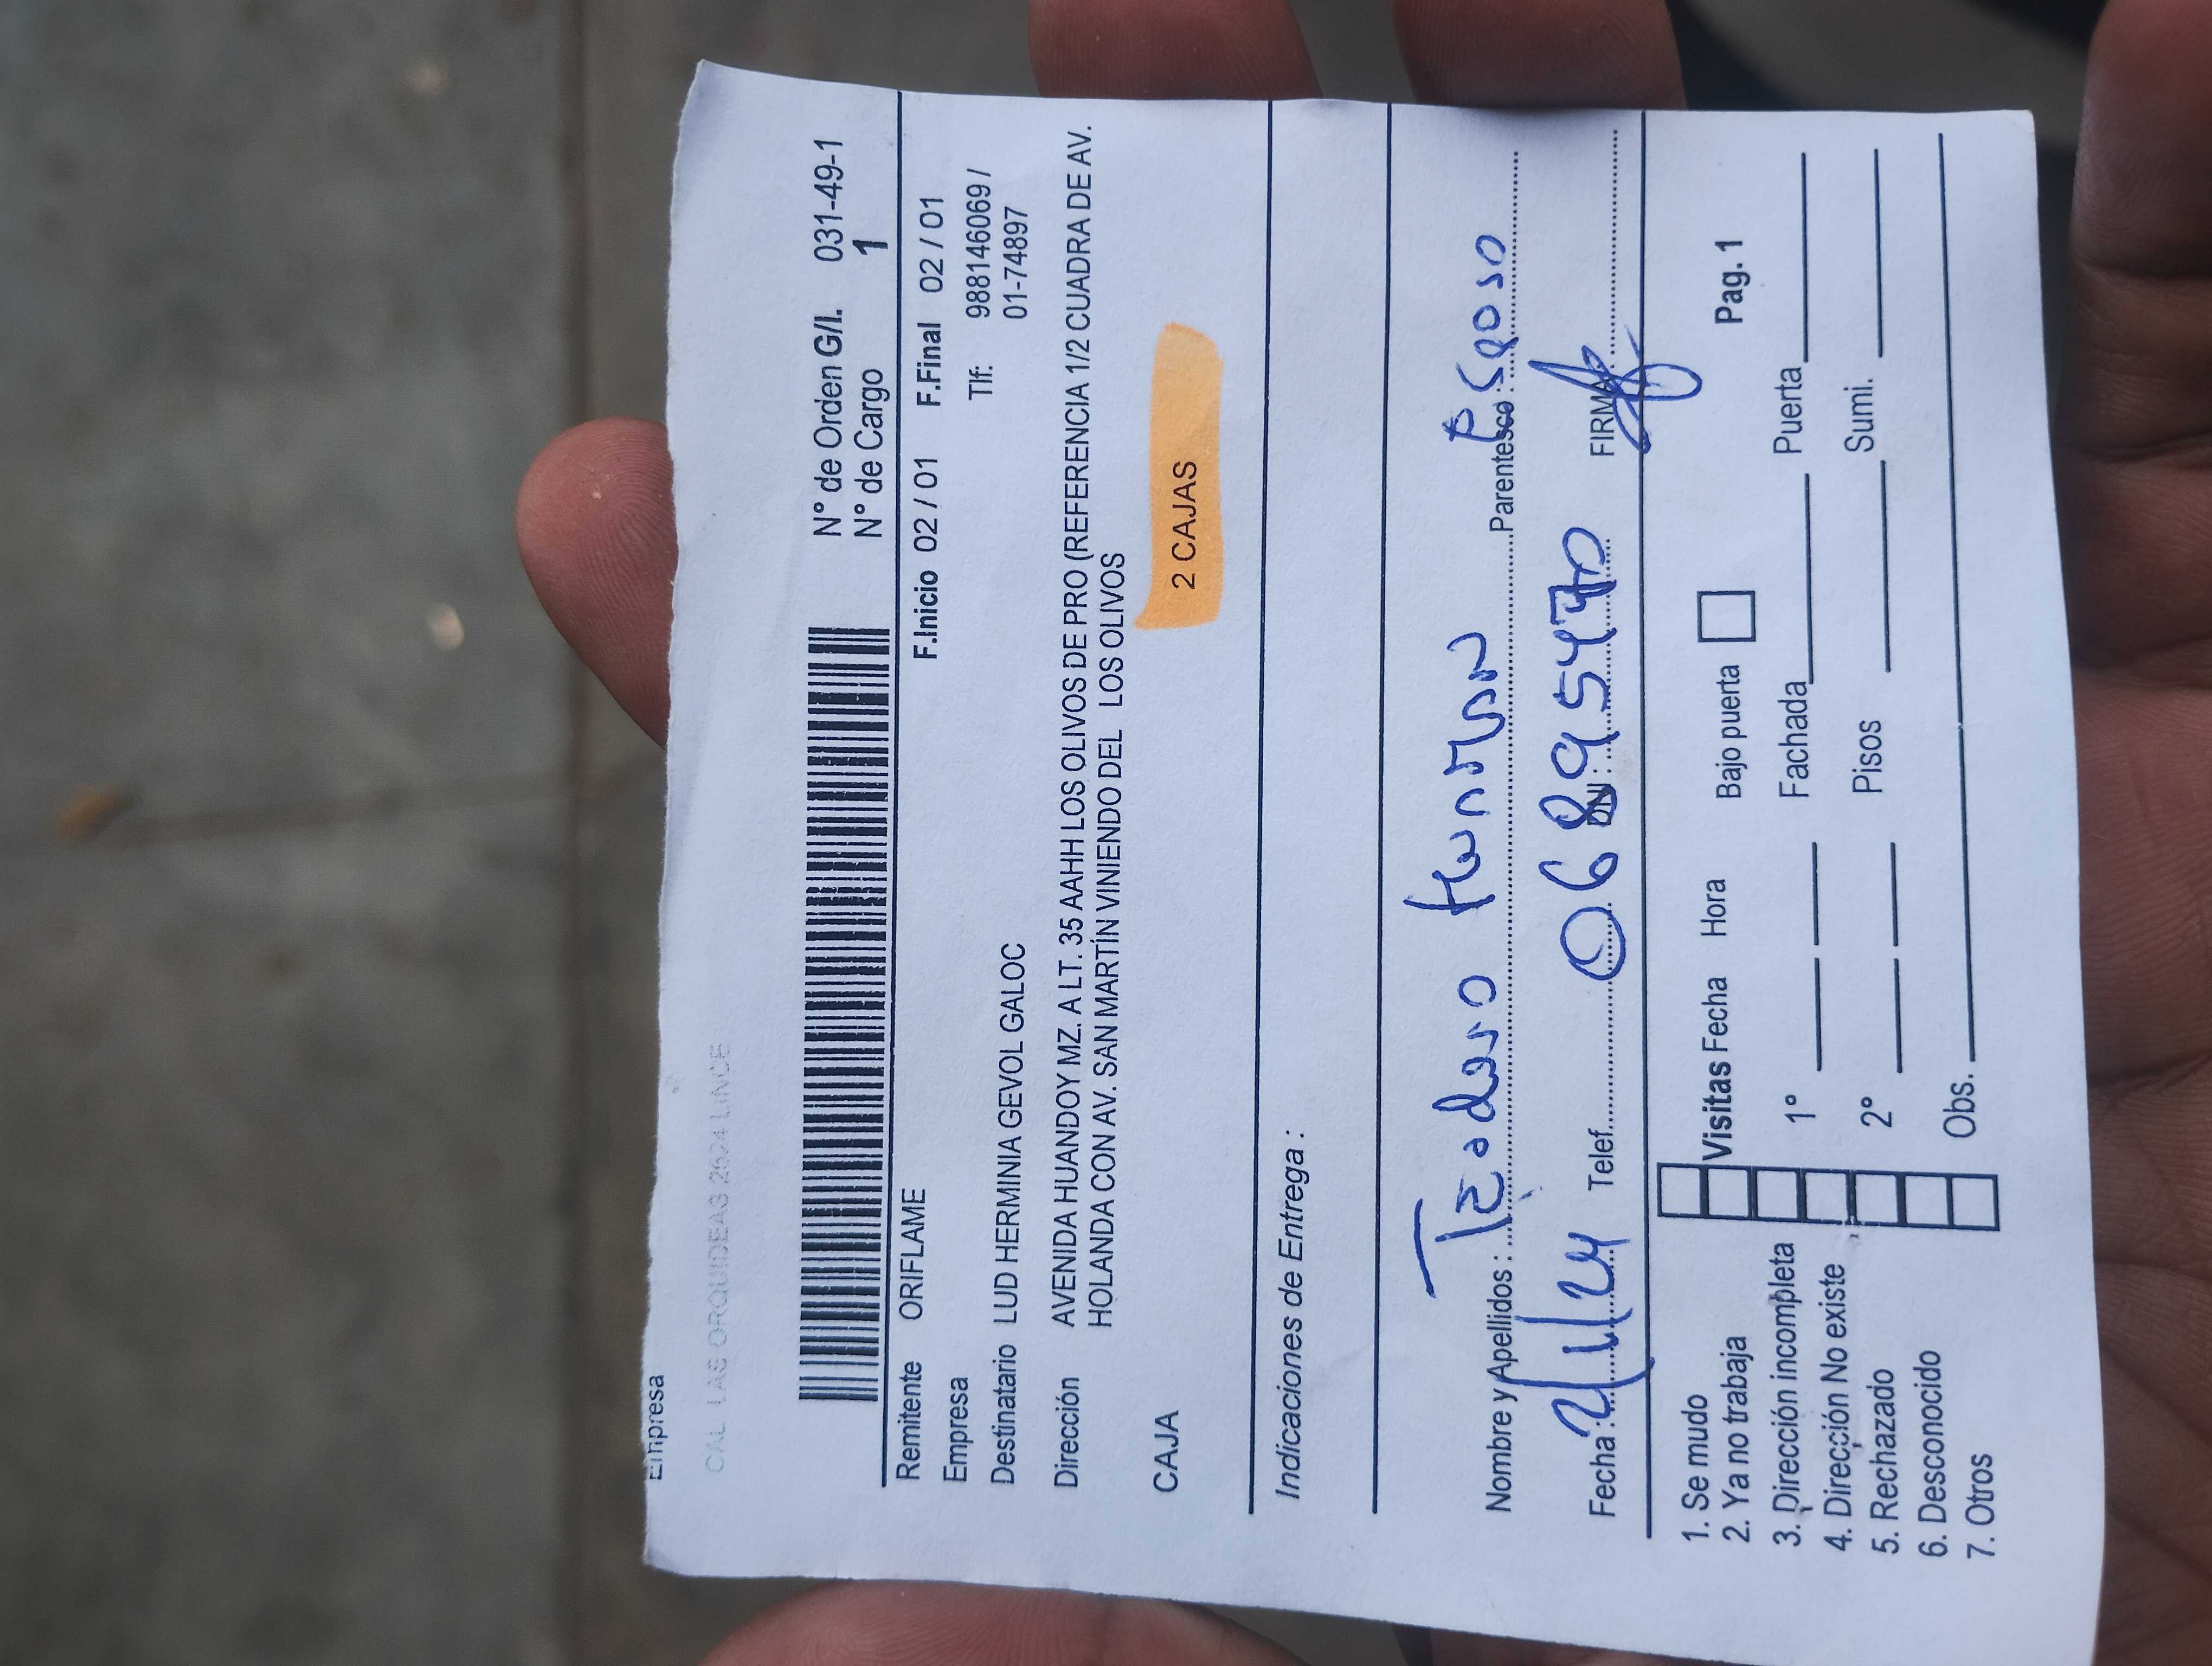 Empresa
CAL LAS ORQUIDEAS 2624 LINCE
N° de Orden G/I. 031-49-1
N° de Cargo 1
F.Inicio 02 / 01 F.Final 02 / 01
Remitente ORIFLAME
Empresa Tlf: 988146069 /
01-74897
Destinatario LUD HERMINIA GEVOL GALOC
Dirección AVENIDA HUANDOY MZ. A LT. 35 AAHH LOS OLIVOS DE PRO (REFERENCIA 1/2 CUADRA DE AV.
HOLANDA CON AV. SAN MARTÍN VINIENDO DEL LOS OLIVOS
CAJA 2 CAJAS
Indicaciones de Entrega :
Nombre y Apellidos : Parentesco : Esposo
Fecha : 2/1/24 Telef. DNI : FIRMA
1. Se mudo
2. Ya no trabaja Visitas Fecha Hora Bajo puerta Pag. 1
3. Dirección incompleta 1° Fachada Puerta
4. Dirección No existe
5. Rechazado 2° Pisos Sumi.
6. Desconocido
7. Otros Obs.